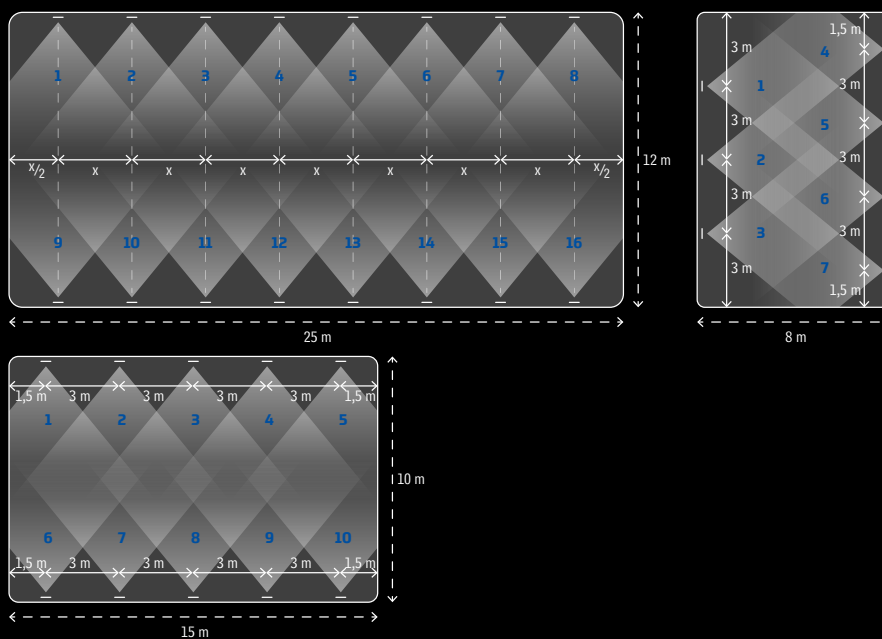 1 2 3 4 5 6 7 8
x/2 x x x x x x x x/2
9 10 11 12 13 14 15 16
12 m
25 m
1,5 m
3 m 4
1 3 m
3 m 5
2 3 m
3 m 6
3 3 m
3 m 7
1,5 m
8 m
1,5 m 3 m 3 m 3 m 3 m 1,5 m
1 2 3 4 5
10 m
6 7 8 9 10
1,5 m 3 m 3 m 3 m 3 m 1,5 m
15 m